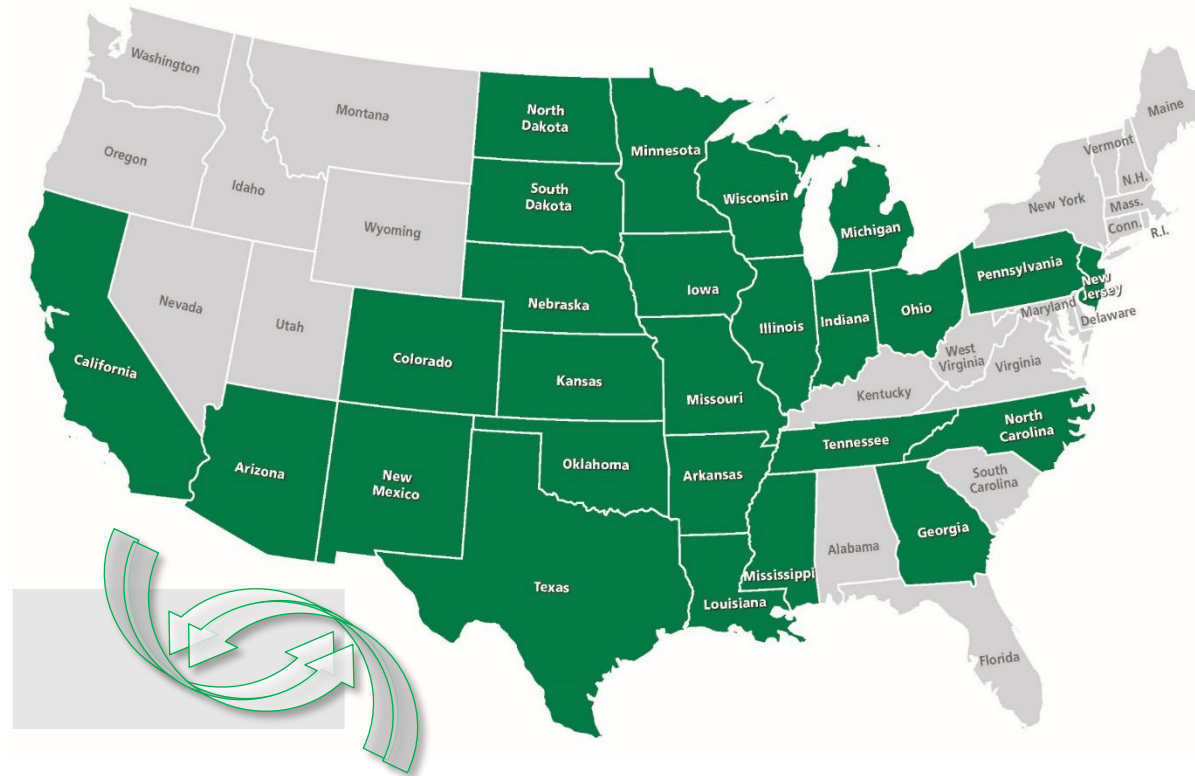 Washington
Montana
North
Dakota
Minnesota
Maine
Vermont
Oregon
Idaho
South
Dakota
Wisconsin
Michigan
New York
N.H.
Mass.
Conn.
R.I.
Wyoming
Nebraska
Iowa
Pennsylvania
New
Jersey
Nevada
Utah
Colorado
Kansas
Missouri
Illinois
Indiana
Ohio
Maryland
Delaware
West
Virginia
Virginia
California
Kentucky
Arizona
New
Mexico
Oklahoma
Arkansas
Tennessee
North
Carolina
South
Carolina
Texas
Louisiana
Mississippi
Alabama
Georgia
Florida